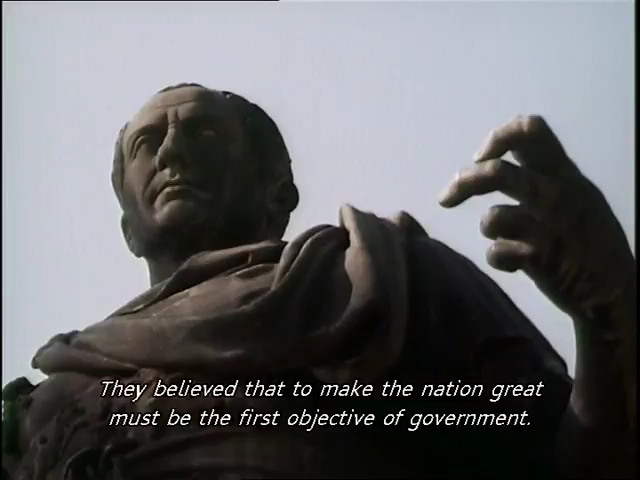 They believed that to make the nation great
must be the first objective of government.